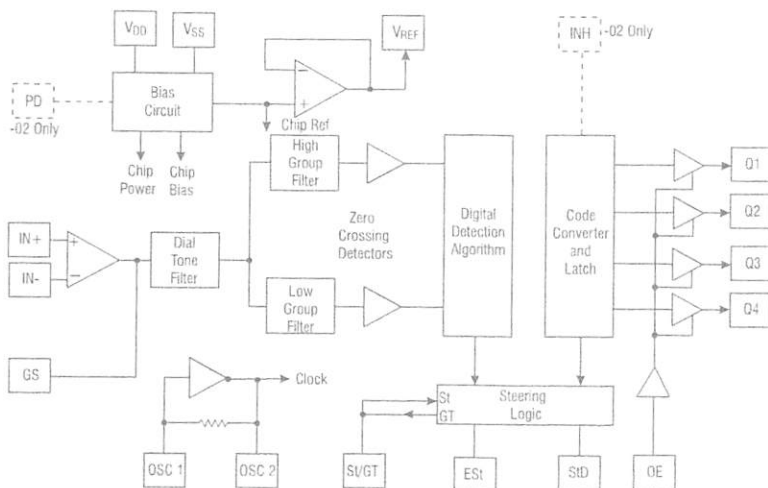 VDD
VSS
VREF
INH
-02 Only
PD
-02 Only
Bias
Circuit
Chip Ref
Chip
Power
Chip
Bias
High
Group
Filter
Zero
Crossing
Detectors
Digital
Detection
Algorithm
Code
Converter
and
Latch
Q1
Q2
Q3
Q4
IN+
IN-
Dial
Tone
Filter
Low
Group
Filter
GS
Clock
St
GT
Steering
Logic
OSC 1
OSC 2
St/GT
ESt
StD
OE